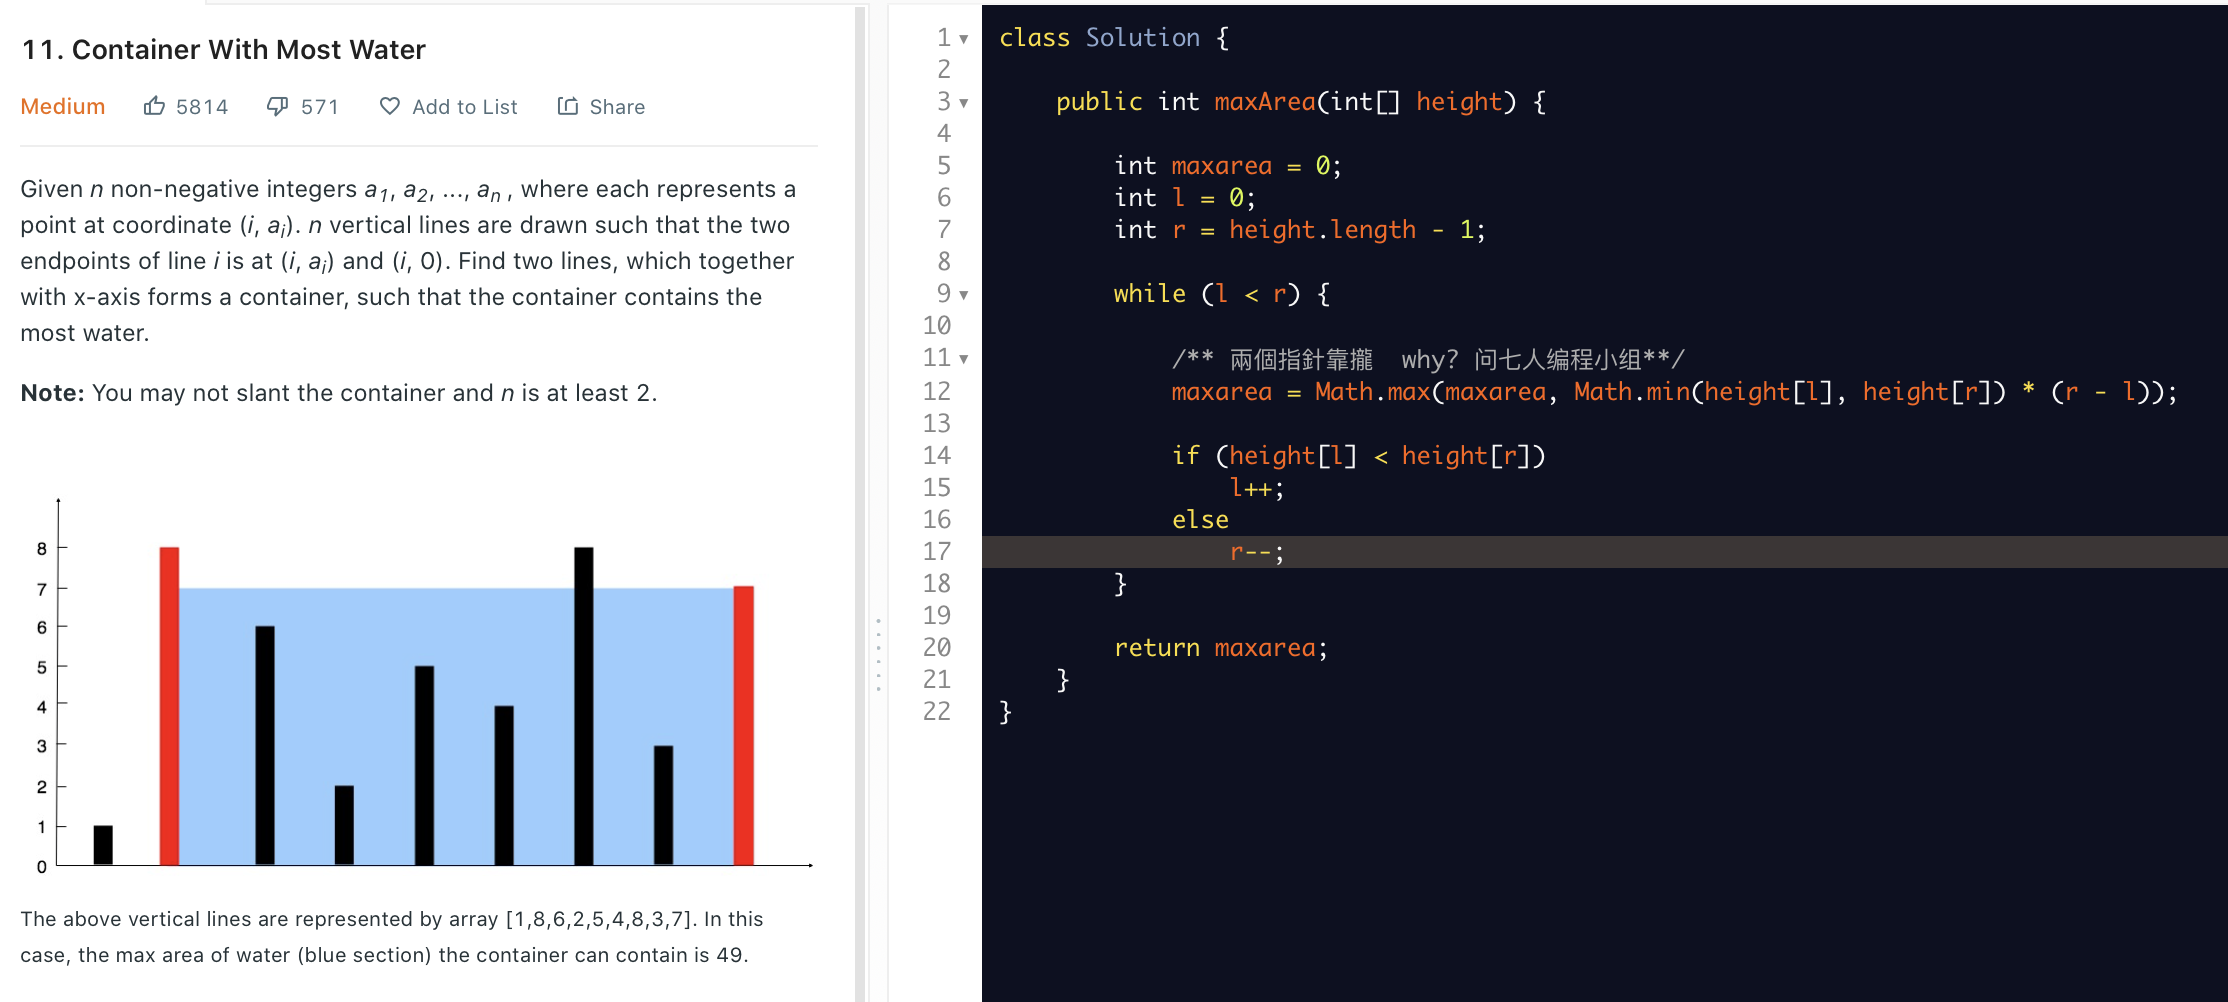 11. Container With Most Water
Medium 5814 571 Add to List Share
Given n non-negative integers a1, a2, ..., an , where each represents a
point at coordinate (i, ai). n vertical lines are drawn such that the two
endpoints of line i is at (i, ai) and (i, 0). Find two lines, which together
with x-axis forms a container, such that the container contains the
most water.
Note: You may not slant the container and n is at least 2.
8
7
6
5
4
3
2
1
0
The above vertical lines are represented by array [1,8,6,2,5,4,8,3,7]. In this
case, the max area of water (blue section) the container can contain is 49.
1 class Solution {
2
3 public int maxArea(int[] height) {
4
5 int maxarea = 0;
6 int l = 0;
7 int r = height.length - 1;
8
9 while (l < r) {
10
11 /** 兩個指針靠攏 why? 问七人编程小组**/
12 maxarea = Math.max(maxarea, Math.min(height[l], height[r]) * (r - l));
13
14 if (height[l] < height[r])
15 l++;
16 else
17 r--;
18 }
19
20 return maxarea;
21 }
22 }